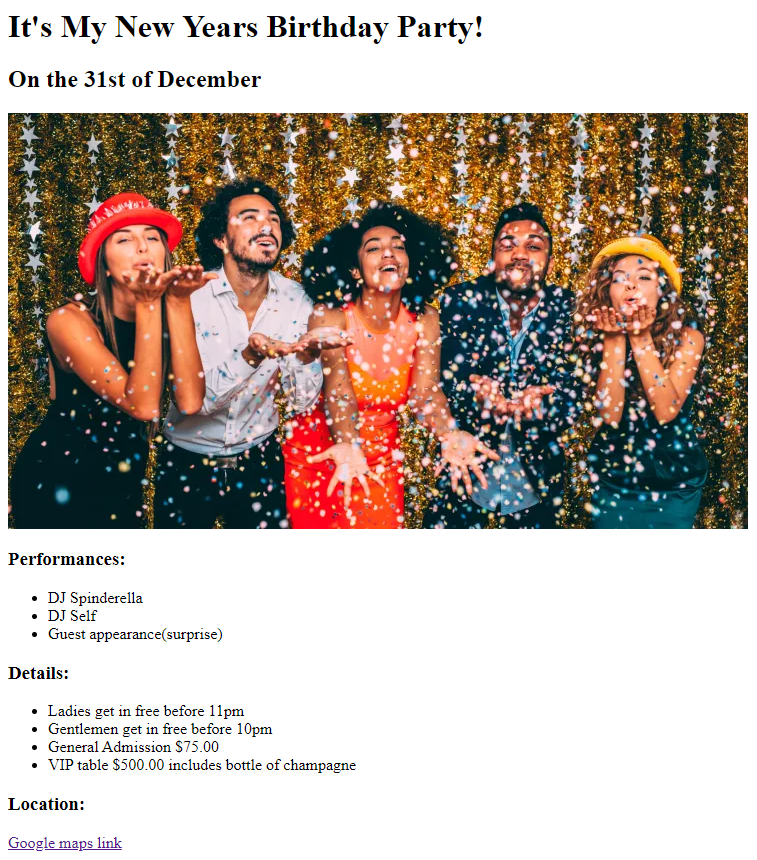 It's My New Years Birthday Party!
On the 31st of December
Performances:
DJ Spinderella
DJ Self
Guest appearance(surprise)
Details:
Ladies get in free before 11pm
Gentlemen get in free before 10pm
General Admission $75.00
VIP table $500.00 includes bottle of champagne
Location:
Google maps link